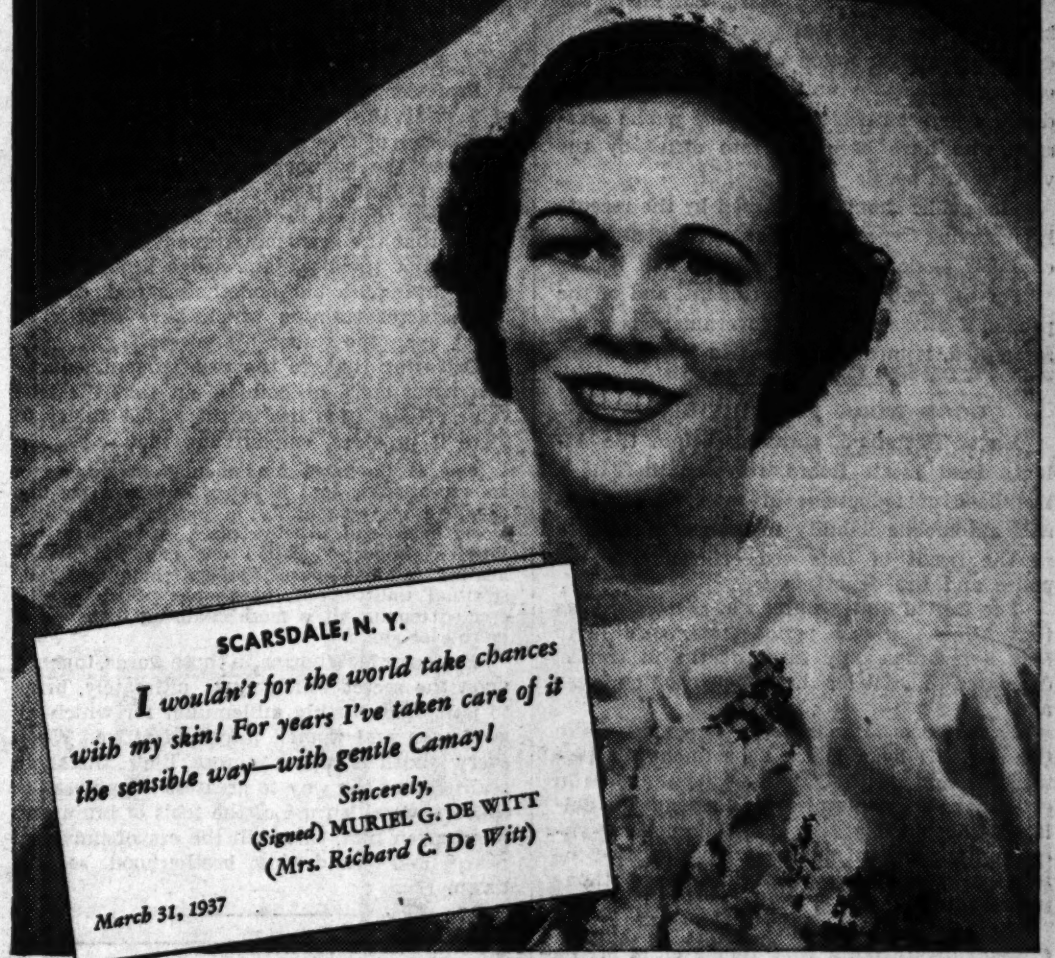 SCARSDALE, N. Y.
I wouldn't for the world take chances
with my skin! For years I've taken care of it
the sensible way—with gentle Camay!
Sincerely,
(Signed) MURIEL G. DE WITT
(Mrs. Richard C. De Witt)
March 31, 1937